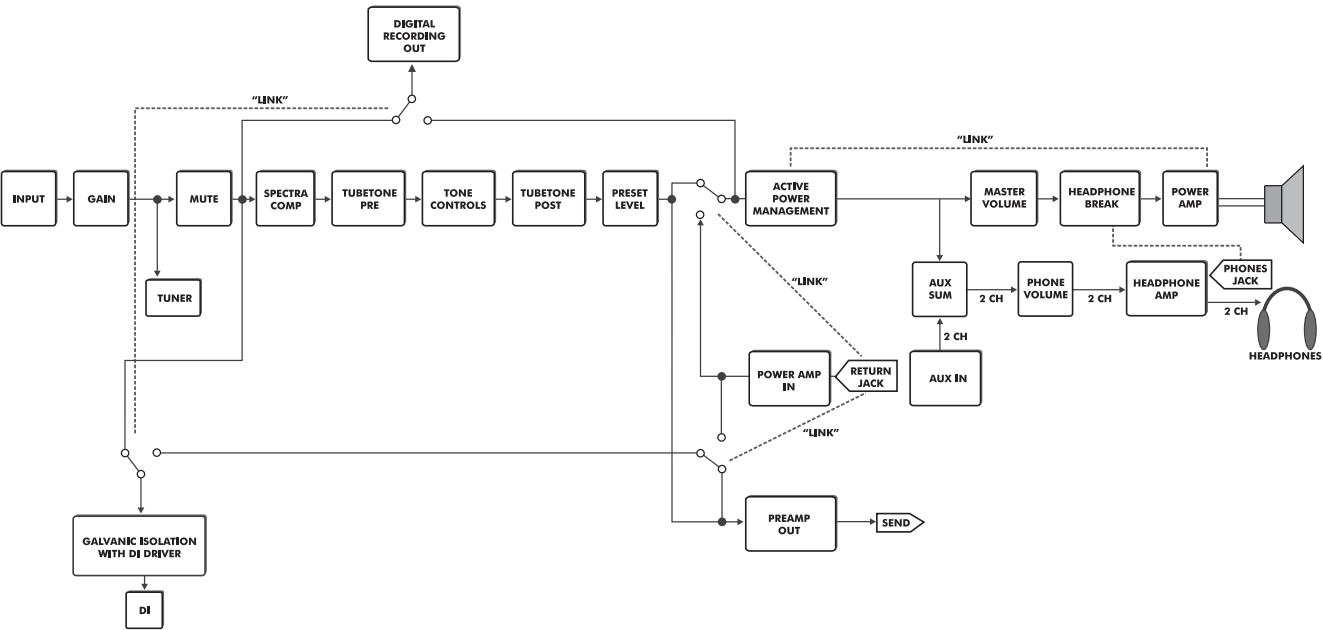 DIGITAL
RECORDING
OUT
“LINK”
“LINK”
INPUT
GAIN
MUTE
SPECTRA
COMP
TUBETONE
PRE
TONE
CONTROLS
TUBETONE
POST
PRESET
LEVEL
ACTIVE
POWER
MANAGEMENT
MASTER
VOLUME
HEADPHONE
BREAK
POWER
AMP
TUNER
“LINK”
AUX
SUM
2 CH
PHONE
VOLUME
2 CH
HEADPHONE
AMP
PHONES
JACK
2 CH
HEADPHONES
2 CH
POWER AMP
IN
RETURN
JACK
AUX IN
“LINK”
PREAMP
OUT
SEND
GALVANIC ISOLATION
WITH DI DRIVER
DI